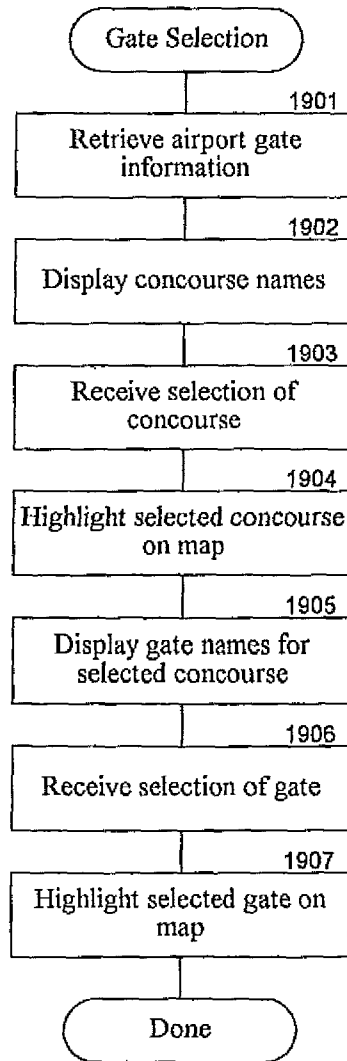 Gate Selection
1901
Retrieve airport gate
information
1902
Display concourse names
1903
Receive selection of
concourse
1904
Highlight selected concourse
on map
1905
Display gate names for
selected concourse
1906
Receive selection of gate
1907
Highlight selected gate on
map
Done